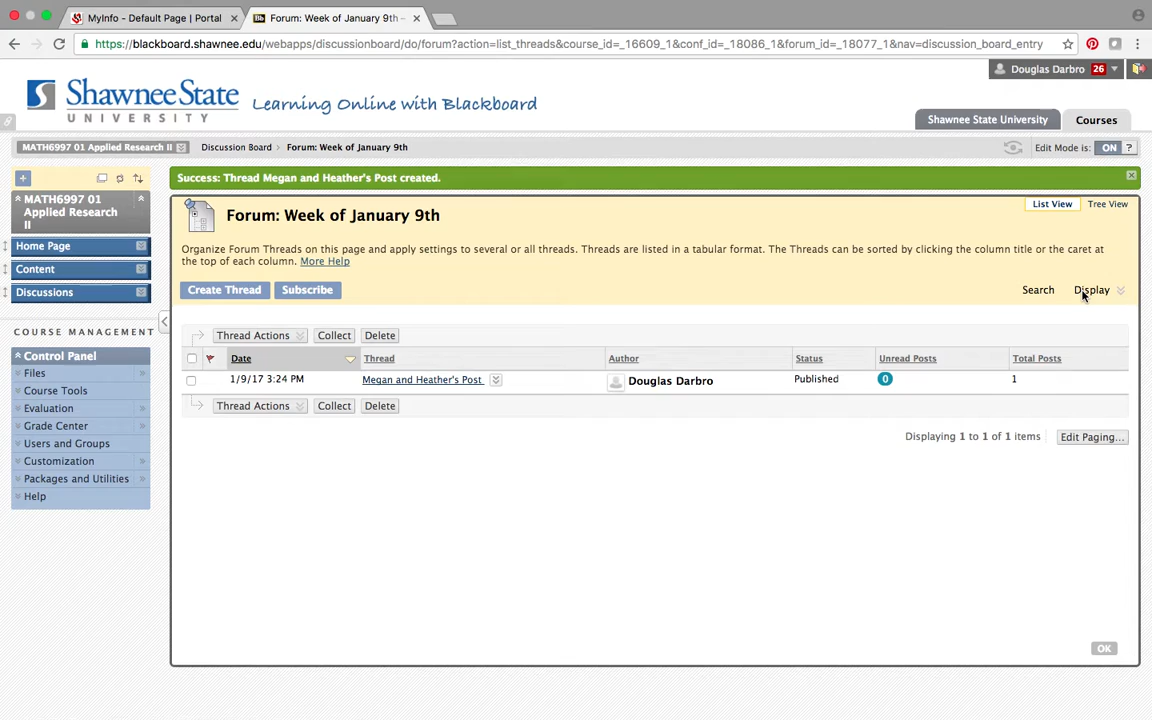 MyInfo - Default Page | Portal
Bb Forum: Week of January 9th -
https://blackboard.shawnee.edu/webapps/discussionboard/do/forum?action=list_threads&course_id=_16609_1&conf_id=_18086_1&forum_id=_18077_1&nav=discussion_board_entry
Douglas Darbro 26
Shawnee State
UNIVERSITY
Learning Online with Blackboard
Shawnee State University Courses
MATH6997 01 Applied Research II Discussion Board Forum: Week of January 9th Edit Mode is: ON ?
Success: Thread Megan and Heather's Post created.
MATH6997 01
Applied Research
II
Home Page
Content
Discussions
COURSE MANAGEMENT
Control Panel
Files
Course Tools
Evaluation
Grade Center
Users and Groups
Customization
Packages and Utilities
Help
List View Tree View
Forum: Week of January 9th
Organize Forum Threads on this page and apply settings to several or all threads. Threads are listed in a tabular format. The Threads can be sorted by clicking the column title or the caret at
the top of each column. More Help
Create Thread Subscribe Search Display
Thread Actions Collect Delete
Date Thread Author Status Unread Posts Total Posts
1/9/17 3:24 PM Megan and Heather's Post Douglas Darbro Published 0 1
Thread Actions Collect Delete
Displaying 1 to 1 of 1 items Edit Paging...
OK